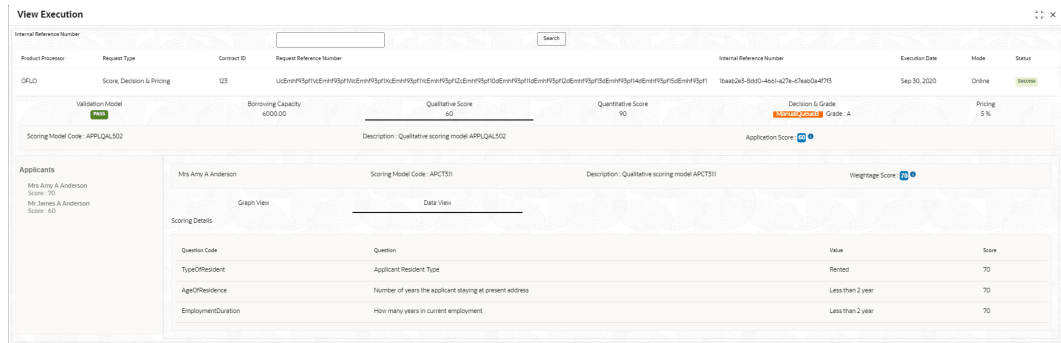 View Execution
Internal Reference Number Search
Product Processor Request Type Contract ID Request Reference Number Internal Reference Number Execution Date Mode Status
OFLO Score, Decision & Pricing 123 Sep 30, 2020 Online Success
Validation Model Borrowing Capacity Qualitative Score Quantitative Score Decision & Grade Pricing
PASS 6000.00 60 90 ManualQueueB Grade : A 5 %
Scoring Model Code : APPLQAL502 Description : Qualitative scoring model APPLQAL502 Application Score : 60
Applicants
Mrs Amy A Anderson
Score : 70
Mr James A Anderson
Score : 60
Mrs Amy A Anderson Scoring Model Code : APCT311 Description : Qualitative scoring model APCT311 Weightage Score : 70
Graph View Data View
Scoring Details
Question Code Question Value Score
TypeOfResident Applicant Resident Type Rented 70
AgeOfResidence Number of years the applicant staying at present address Less than 2 year 70
EmploymentDuration How many years in current employment Less than 2 year 70